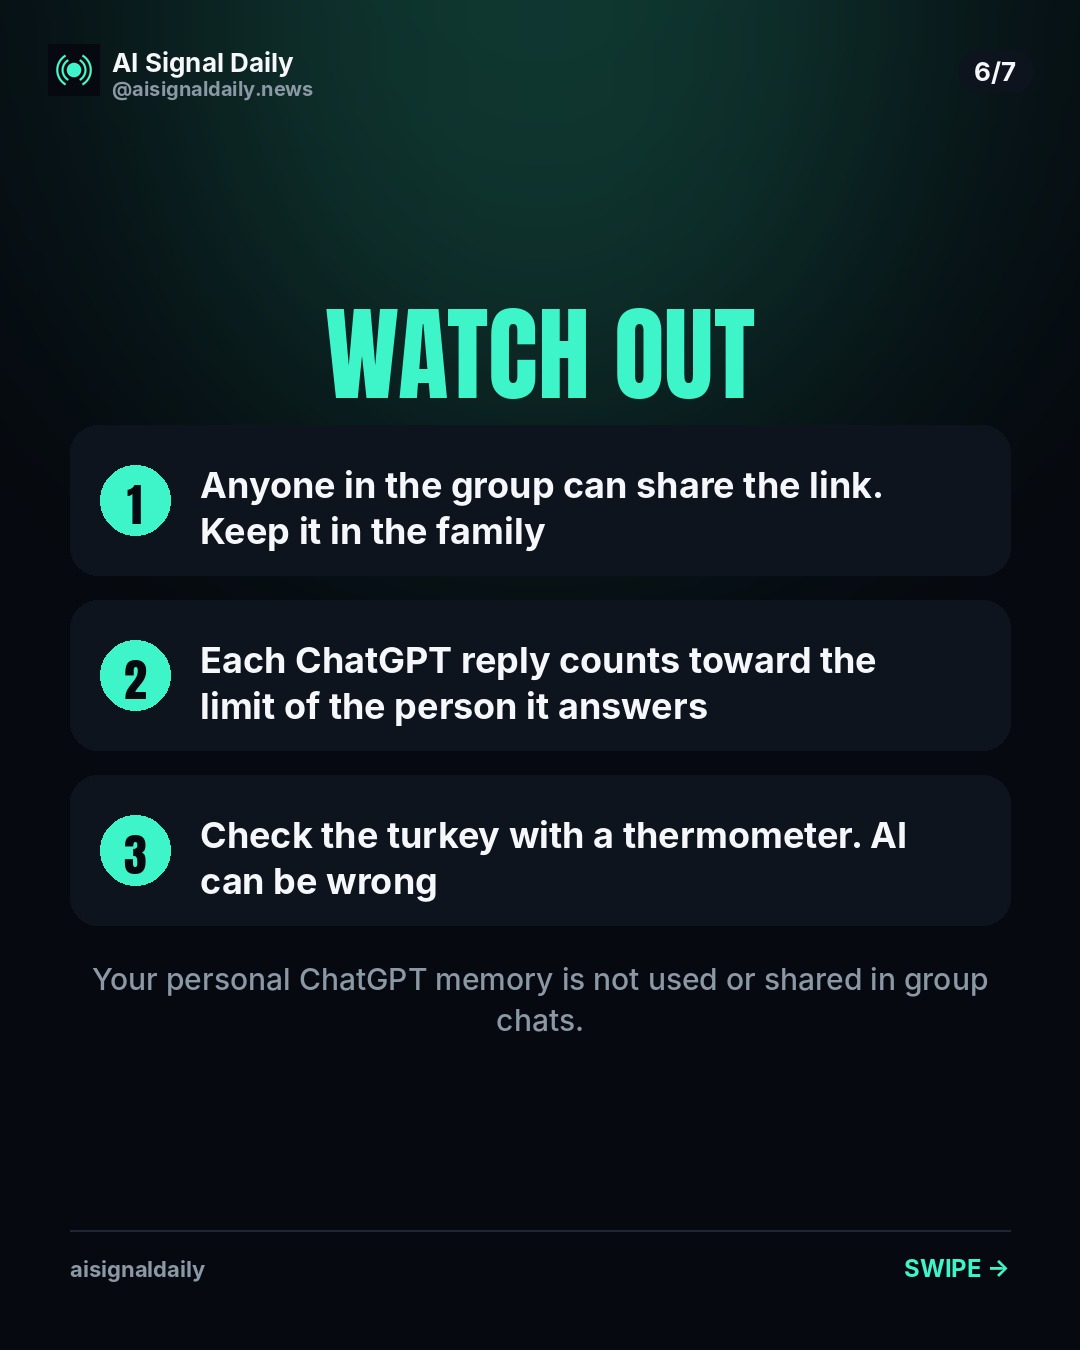 AI Signal Daily
@aisignaldaily.news
6/7
WATCH OUT
1
Anyone in the group can share the link.
Keep it in the family
2
Each ChatGPT reply counts toward the
limit of the person it answers
3
Check the turkey with a thermometer. AI
can be wrong
Your personal ChatGPT memory is not used or shared in group
chats.
aisignaldaily
SWIPE →